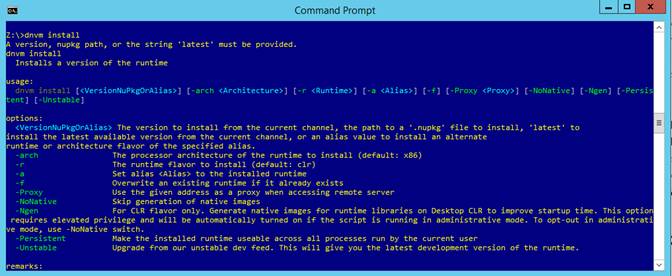 Command Prompt
Z:\>dnvm install
A version, nupkg path, or the string 'latest' must be provided.
dnvm install
Installs a version of the runtime
usage:
dnvm install [<VersionNuPkgOrAlias>] [-arch <Architecture>] [-r <Runtime>] [-a <Alias>] [-f] [-Proxy <Proxy>] [-NoNative] [-Ngen] [-Persis
tent] [-Unstable]
options:
<VersionNuPkgOrAlias> The version to install from the current channel, the path to a '.nupkg' file to install, 'latest' to
install the latest available version from the current channel, or an alias value to install an alternate
runtime or architecture flavor of the specified alias.
-arch The processor architecture of the runtime to install (default: x86)
-r The runtime flavor to install (default: clr)
-a Set alias <Alias> to the installed runtime
-f Overwrite an existing runtime if it already exists
-Proxy Use the given address as a proxy when accessing remote server
-NoNative Skip generation of native images
-Ngen For CLR flavor only. Generate native images for runtime libraries on Desktop CLR to improve startup time. This option
requires elevated privilege and will be automatically turned on if the script is running in administrative mode. To opt-out in administrati
ve mode, use -NoNative switch.
-Persistent Make the installed runtime useable across all processes run by the current user
-Unstable Upgrade from our unstable dev feed. This will give you the latest development version of the runtime.
remarks: